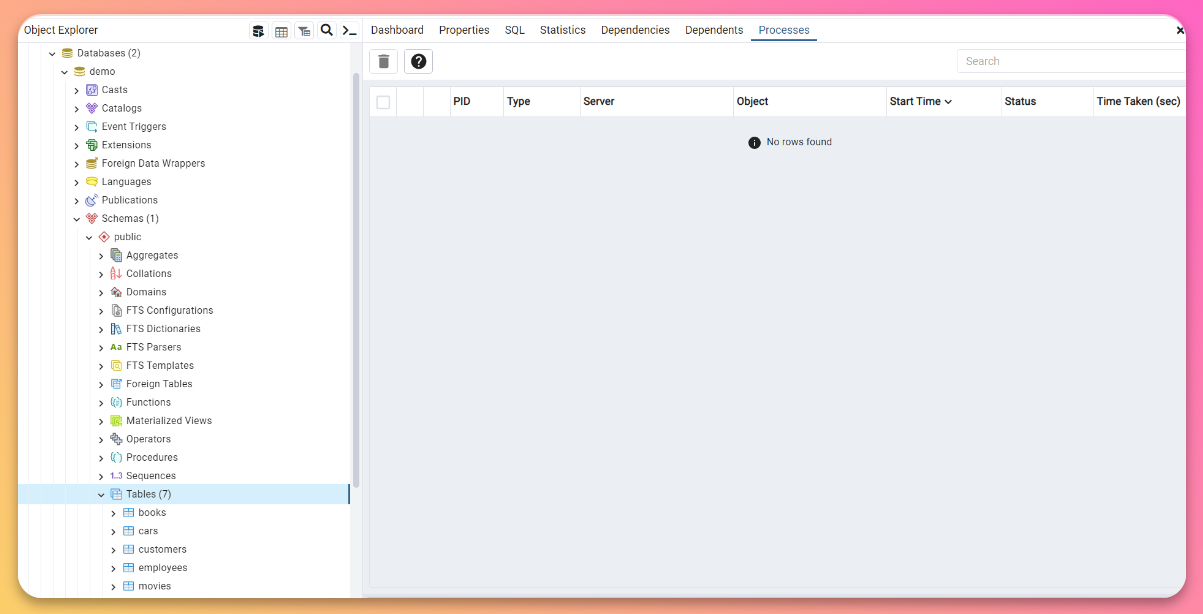 Object Explorer
Dashboard Properties SQL Statistics Dependencies Dependents Processes
Search
PID Type Server Object Start Time Status Time Taken (sec)
No rows found
Databases (2)
demo
Casts
Catalogs
Event Triggers
Extensions
Foreign Data Wrappers
Languages
Publications
Schemas (1)
public
Aggregates
Collations
Domains
FTS Configurations
FTS Dictionaries
Aa FTS Parsers
FTS Templates
Foreign Tables
Functions
Materialized Views
Operators
Procedures
1..3 Sequences
Tables (7)
books
cars
customers
employees
movies